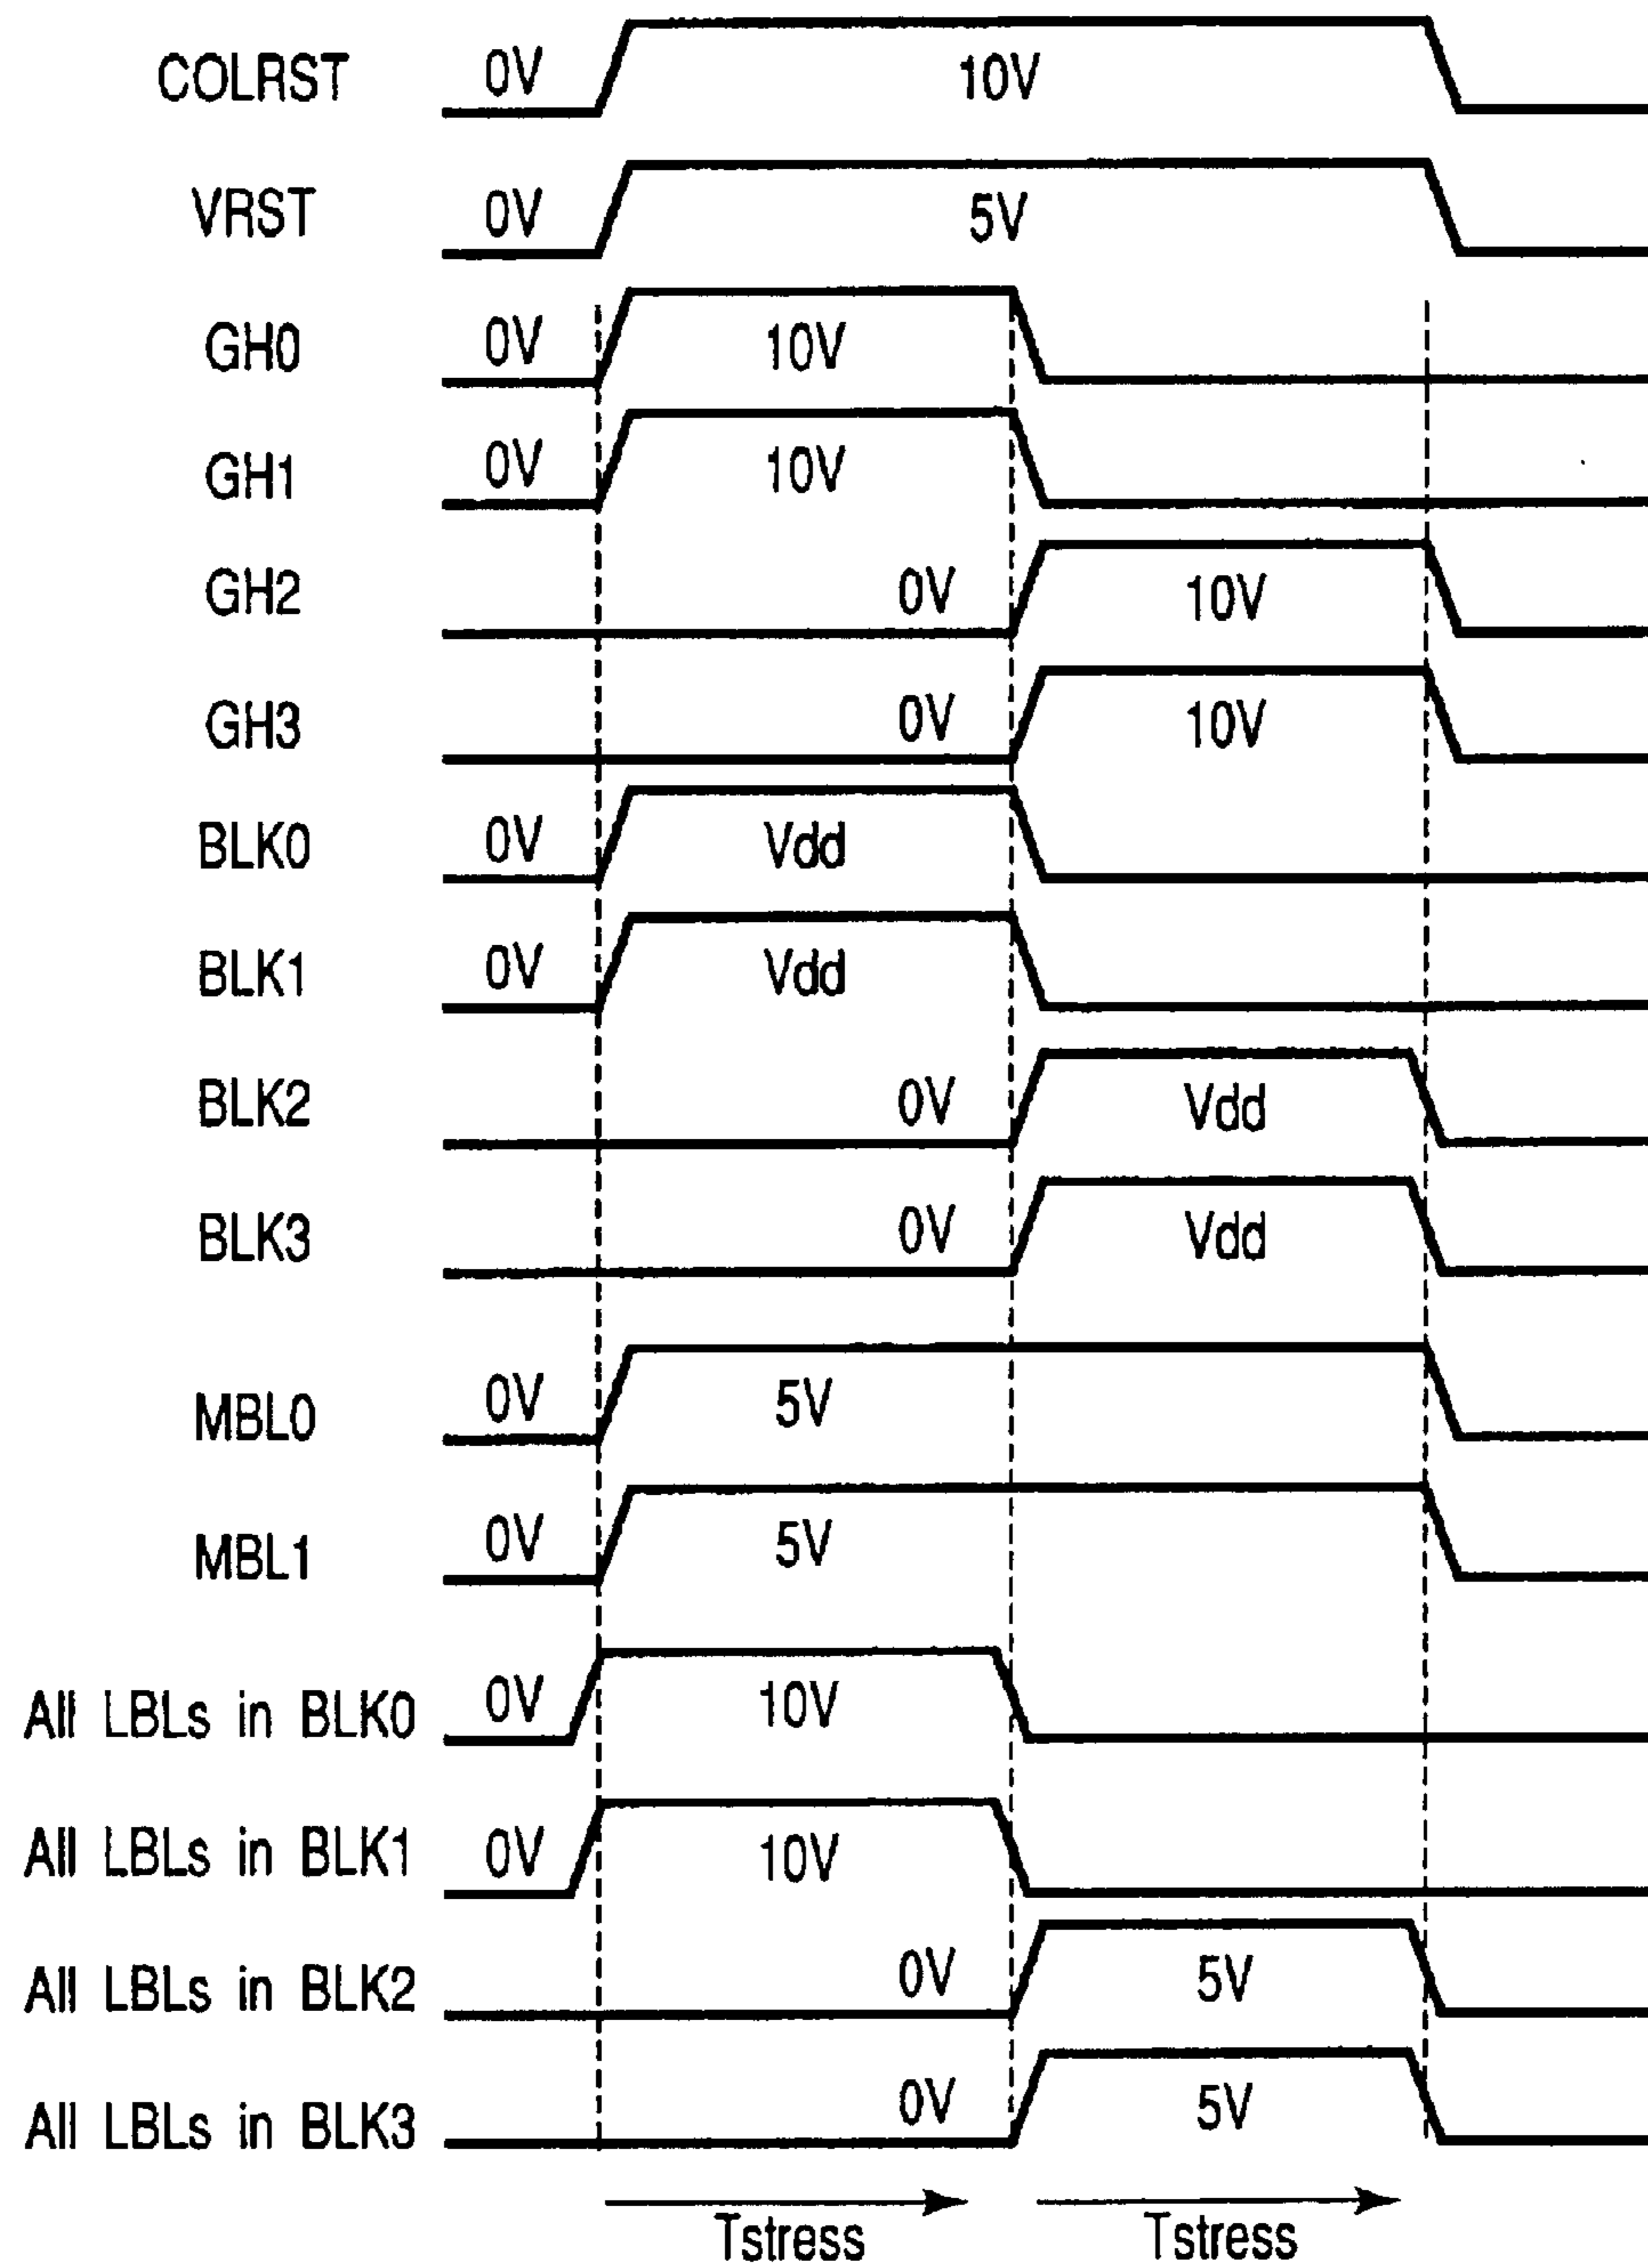 COLRST 0V 10V
VRST 0V 5V
GH0 0V 10V
GH1 0V 10V
GH2 0V 10V
GH3 0V 10V
BLK0 0V Vdd
BLK1 0V Vdd
BLK2 0V Vdd
BLK3 0V Vdd
MBL0 0V 5V
MBL1 0V 5V
All LBLs in BLK0 0V 10V
All LBLs in BLK1 0V 10V
All LBLs in BLK2 0V 5V
All LBLs in BLK3 0V 5V
Tstress Tstress